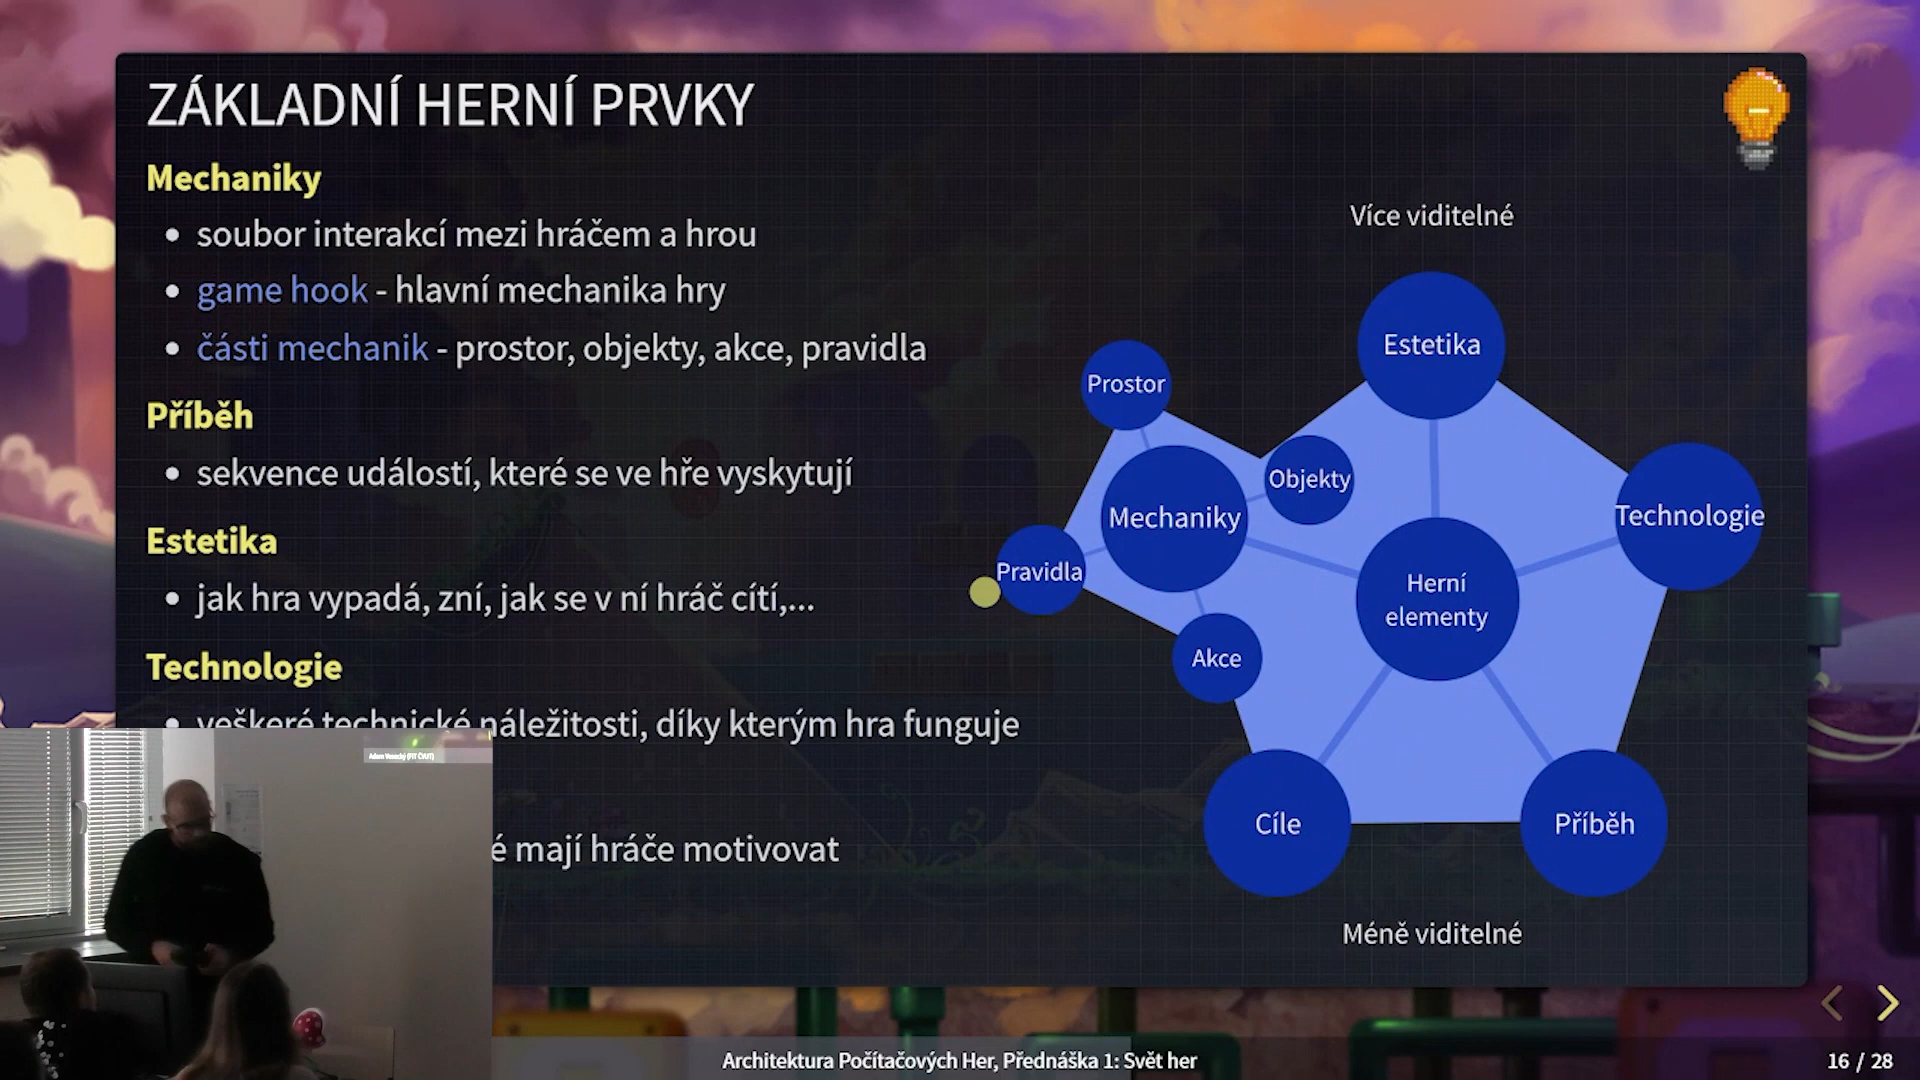 ZÁKLADNÍ HERNÍ PRVKY
Mechaniky
soubor interakcí mezi hráčem a hrou
game hook - hlavní mechanika hry
části mechanik - prostor, objekty, akce, pravidla
Příběh
sekvence událostí, které se ve hře vyskytují
Estetika
jak hra vypadá, zní, jak se v ní hráč cítí,...
Technologie
veškeré technické náležitosti, díky kterým hra funguje
é mají hráče motivovat
Více viditelné
Estetika
Prostor
Objekty
Mechaniky
Technologie
Pravidla
Herní
elementy
Akce
Cíle
Příběh
Méně viditelné
Architektura Počítačových Her, Přednáška 1: Svět her
16 / 28